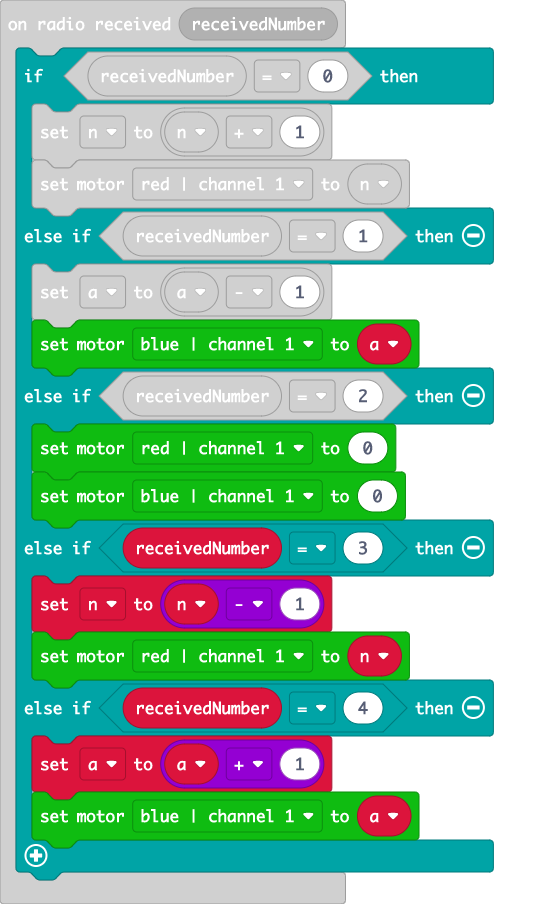 on radio received receivedNumber
if receivedNumber = 0 then
set n to n + 1
set motor red | channel 1 to n
else if receivedNumber = 1 then
set a to a - 1
set motor blue | channel 1 to a
else if receivedNumber = 2 then
set motor red | channel 1 to 0
set motor blue | channel 1 to 0
else if receivedNumber = 3 then
set n to n - 1
set motor red | channel 1 to n
else if receivedNumber = 4 then
set a to a + 1
set motor blue | channel 1 to a